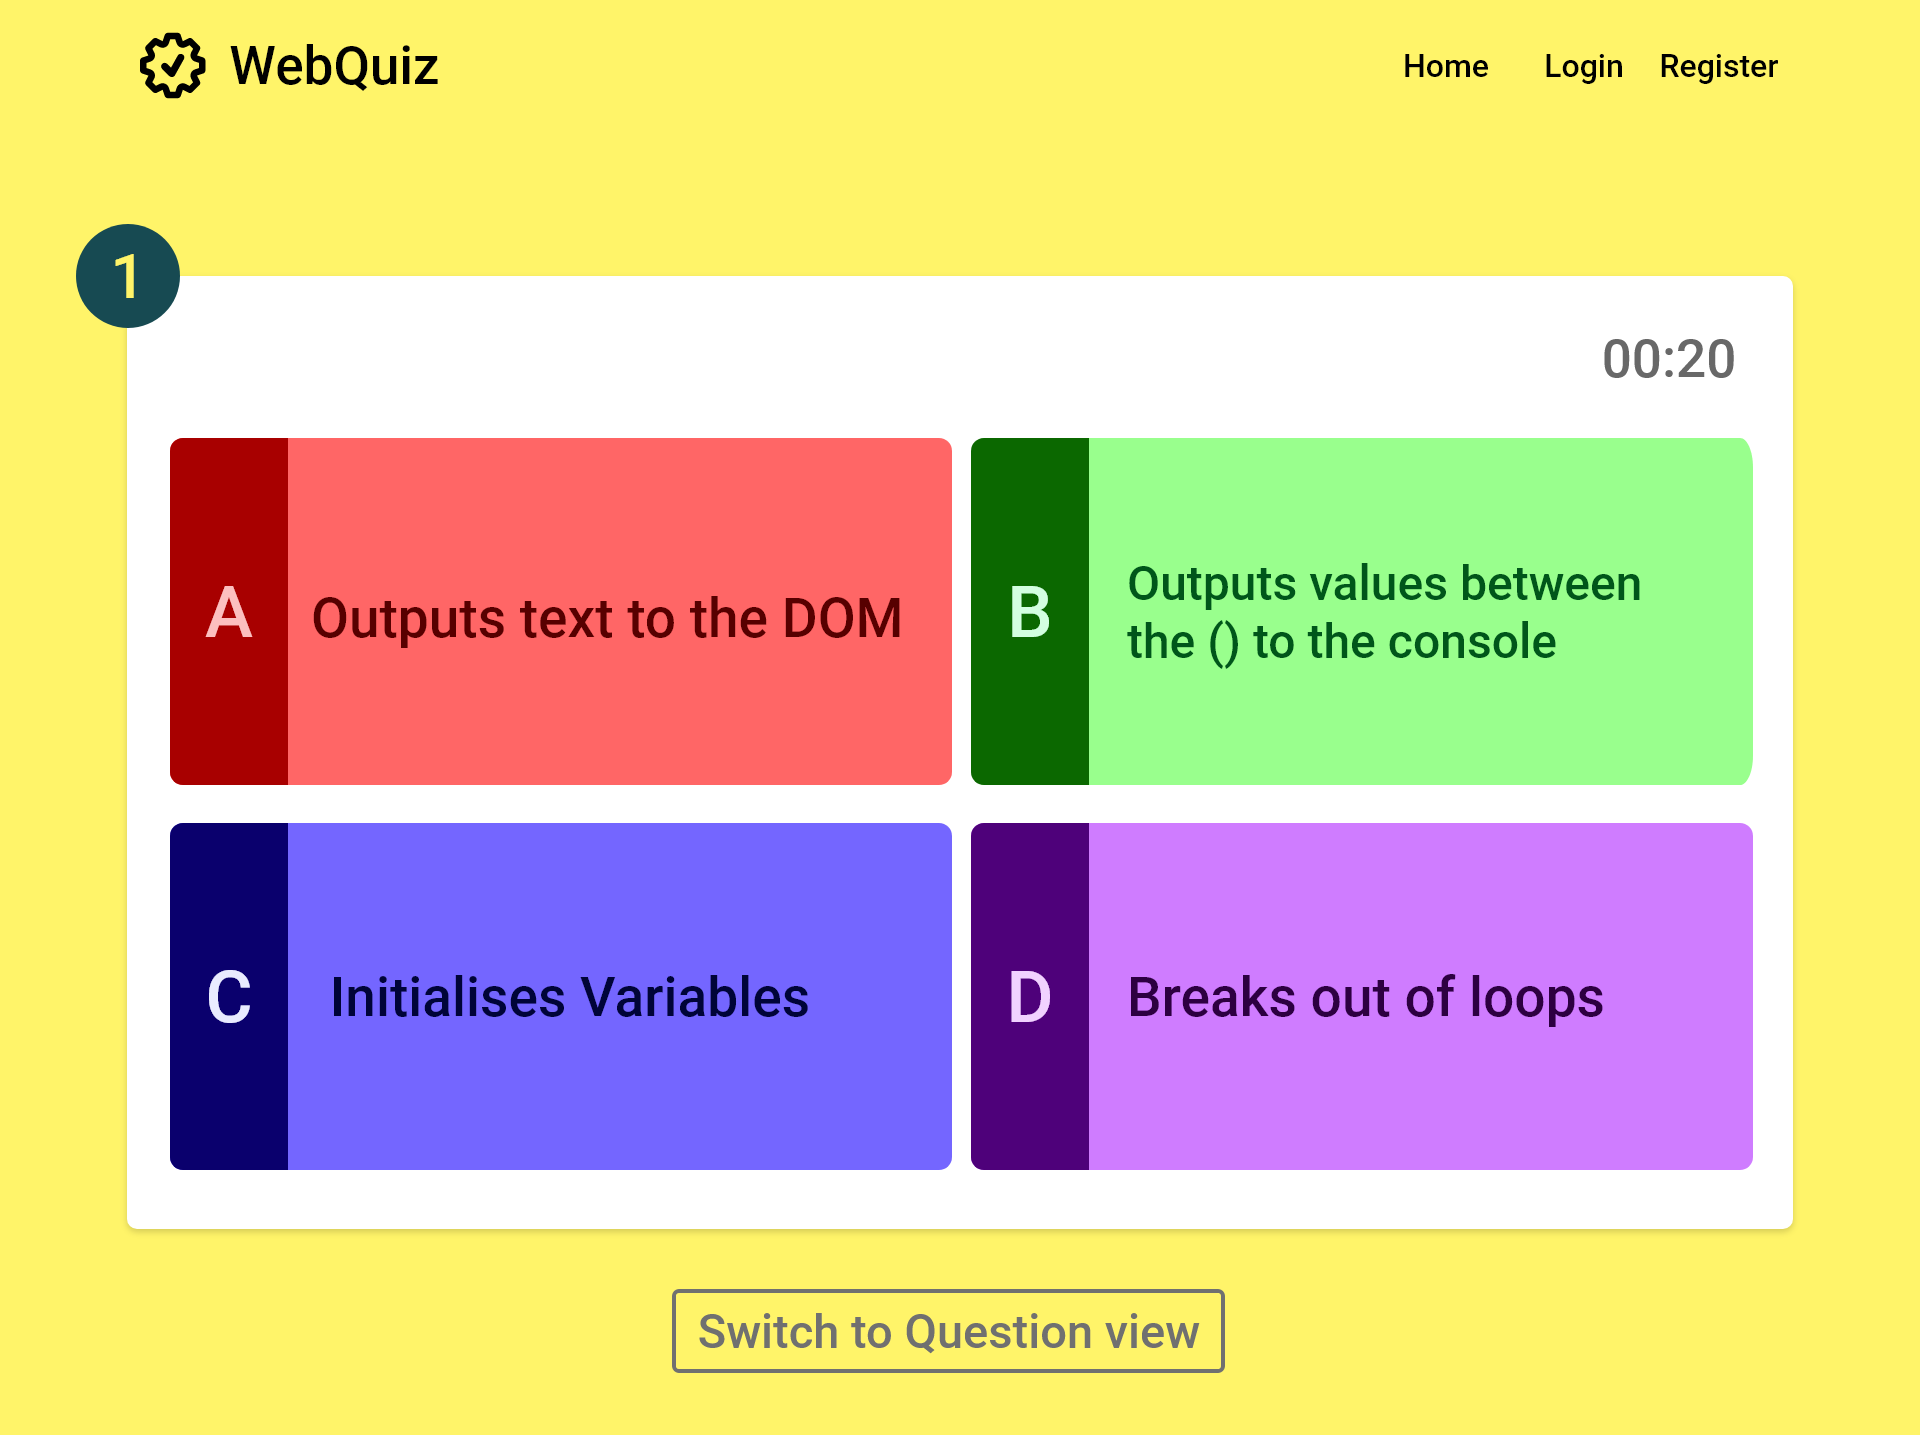 WebQuiz
Home Login Register
1
00:20
A
Outputs text to the DOM
B
Outputs values between
the () to the console
C
Initialises Variables
D
Breaks out of loops
Switch to Question view